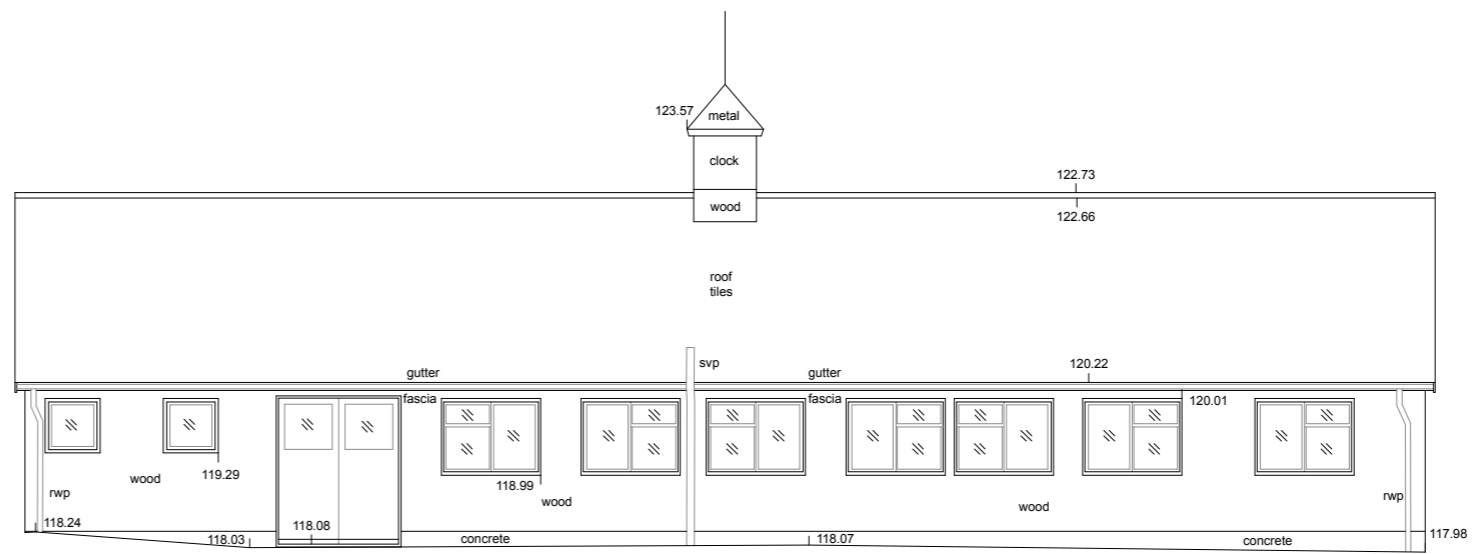 123.57
metal
clock
wood
122.73
122.66
roof
tiles
svp
120.22
gutter
gutter
fascia
fascia
120.01
119.29
118.99
wood
wood
wood
rwp
rwp
118.24
118.03
118.08
concrete
118.07
concrete
117.98